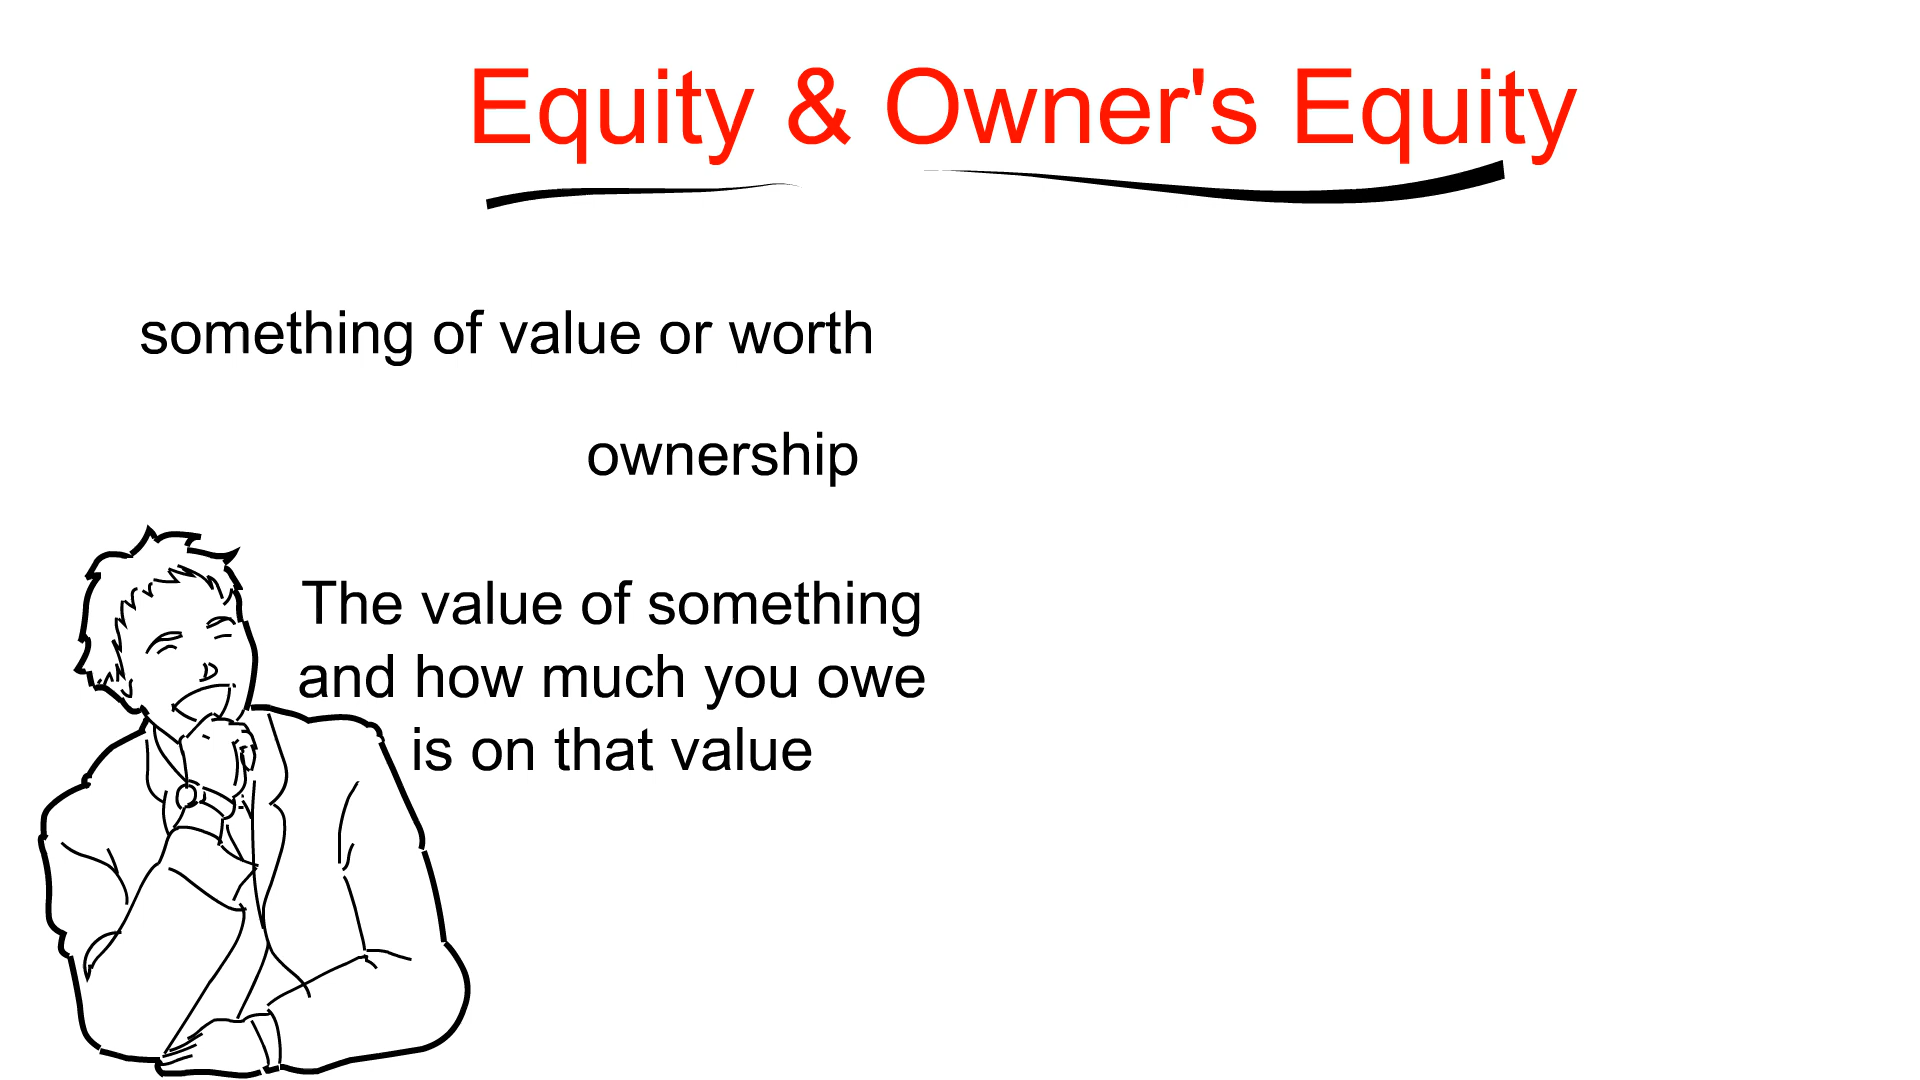 Equity & Owner's Equity
something of value or worth
ownership
The value of something
and how much you owe
is on that value